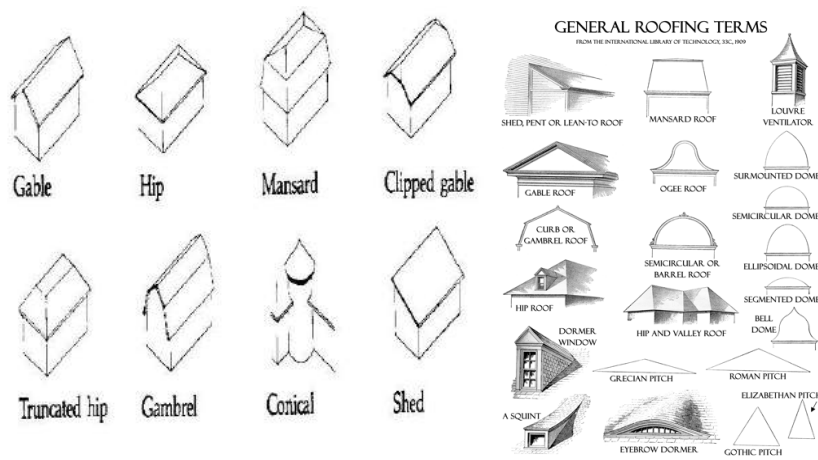 Gable
Hip
Mansard
Clipped gable
Truncated hip
Gambrel
Conical
Shed
GENERAL ROOFING TERMS
FROM THE INTERNATIONAL LIBRARY OF TECHNOLOGY, 33C, 1909
SHED, PENT OR LEAN-TO ROOF
MANSARD ROOF
LOUVRE
VENTILATOR
GABLE ROOF
OGEE ROOF
SURMOUNTED DOME
SEMICIRCULAR DOME
CURB OR
GAMBREL ROOF
SEMICIRCULAR OR
BARREL ROOF
ELLIPSOIDAL DOME
HIP ROOF
HIP AND VALLEY ROOF
SEGMENTED DOME
BELL
DOME
DORMER
WINDOW
GRECIAN PITCH
ROMAN PITCH
A SQUINT
EYEBROW DORMER
ELIZABETHAN PITC
GOTHIC PITCH